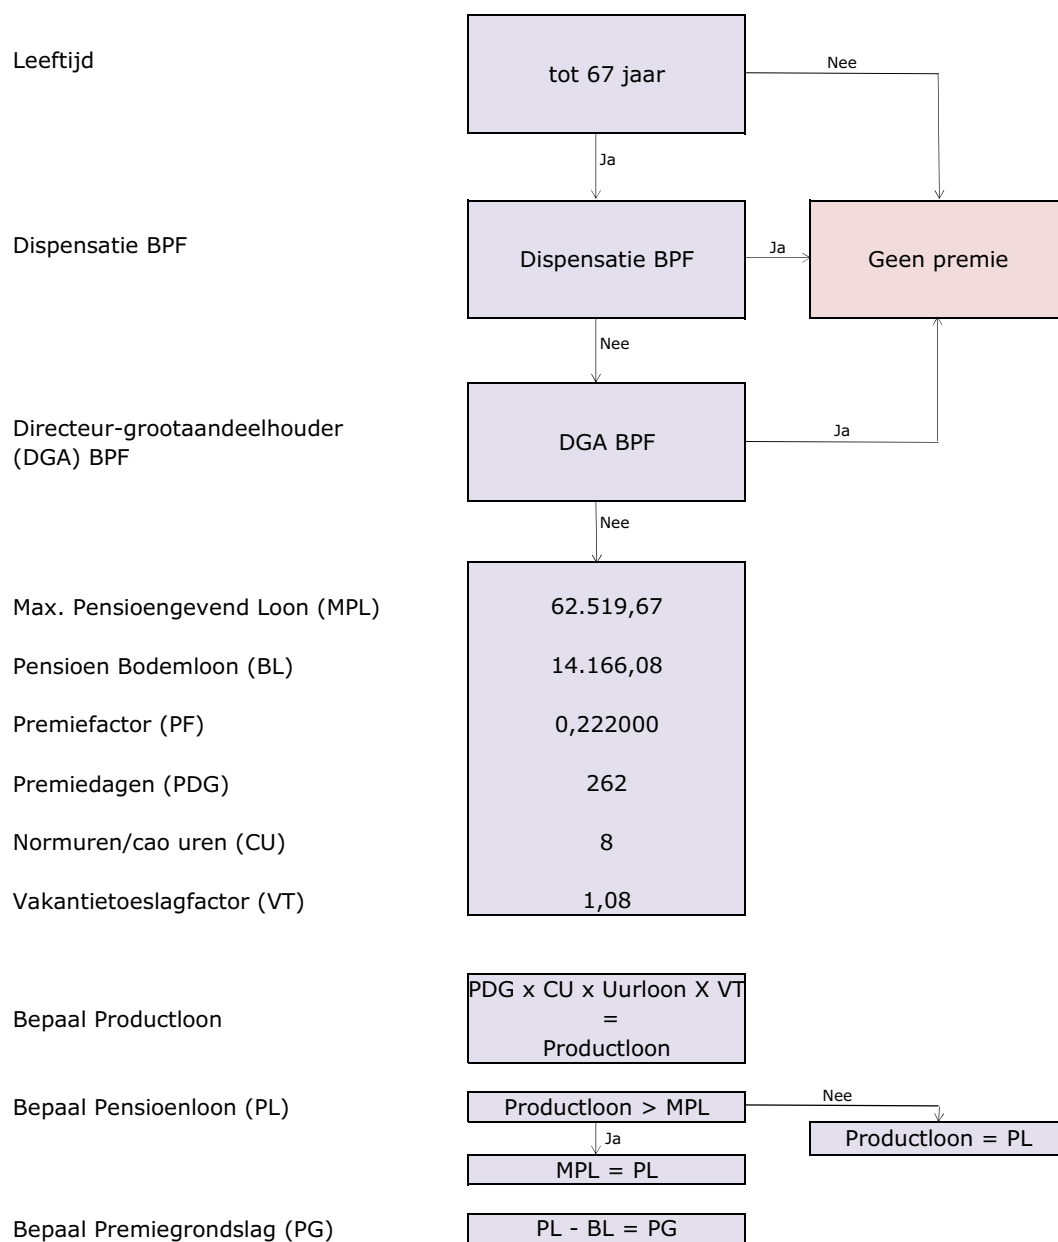 Leeftijd
tot 67 jaar
Nee
Ja
Dispensatie BPF
Dispensatie BPF
Ja
Geen premie
Nee
Directeur-grootaandeelhouder
(DGA) BPF
DGA BPF
Ja
Nee
Max. Pensioengevend Loon (MPL)
62.519,67
Pensioen Bodemloon (BL)
14.166,08
Premiefactor (PF)
0,222000
Premiedagen (PDG)
262
Normuren/cao uren (CU)
8
Vakantietoeslagfactor (VT)
1,08
Bepaal Productloon
PDG x CU x Uurloon X VT
=
Productloon
Bepaal Pensioenloon (PL)
Productloon > MPL
Nee
Productloon = PL
Ja
MPL = PL
Bepaal Premiegrondslag (PG)
PL - BL = PG